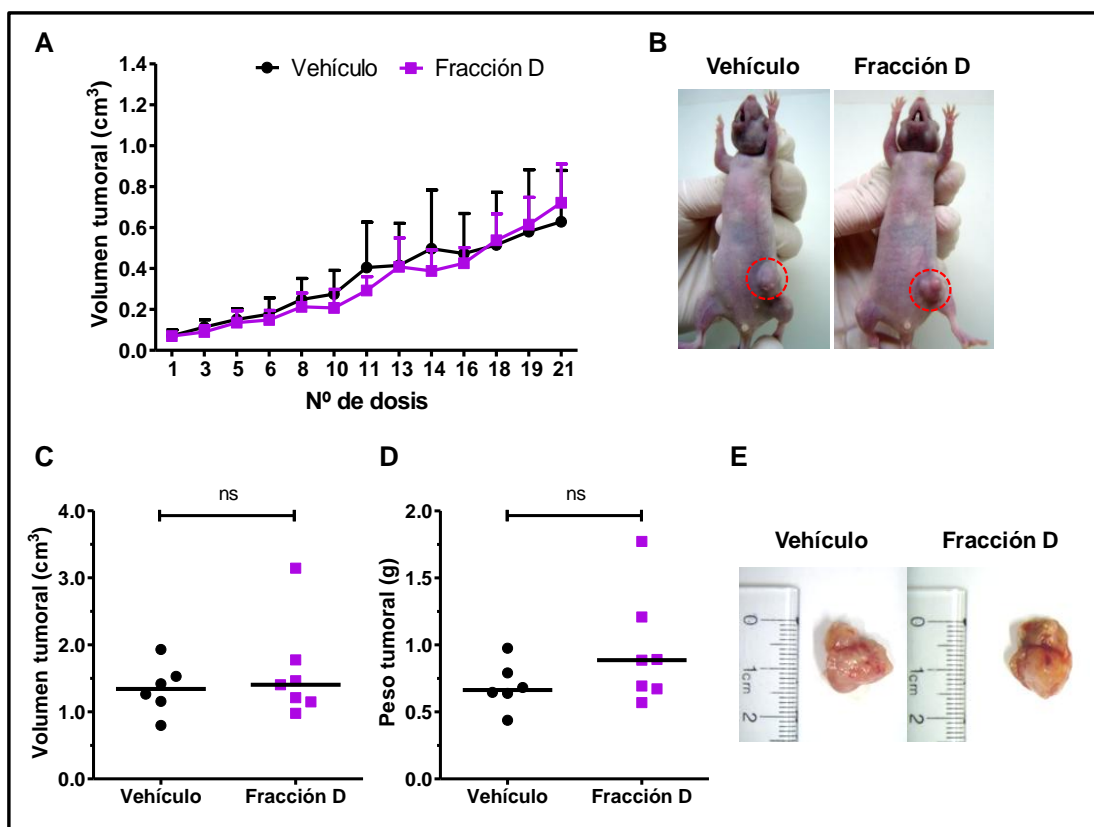 A
Vehículo
Fracción D
Volumen tumoral (cm³)
1.4
1.2
1.0
0.8
0.6
0.4
0.2
0.0
1 3 5 6 8 10 11 13 14 16 18 19 21
Nº de dosis
B
Vehículo Fracción D
C
ns
Volumen tumoral (cm³)
4.0
3.0
2.0
1.0
0.0
Vehículo Fracción D
D
ns
Peso tumoral (g)
2.0
1.5
1.0
0.5
0.0
Vehículo Fracción D
E
Vehículo Fracción D
0
1
cm
2
0
1
cm
2